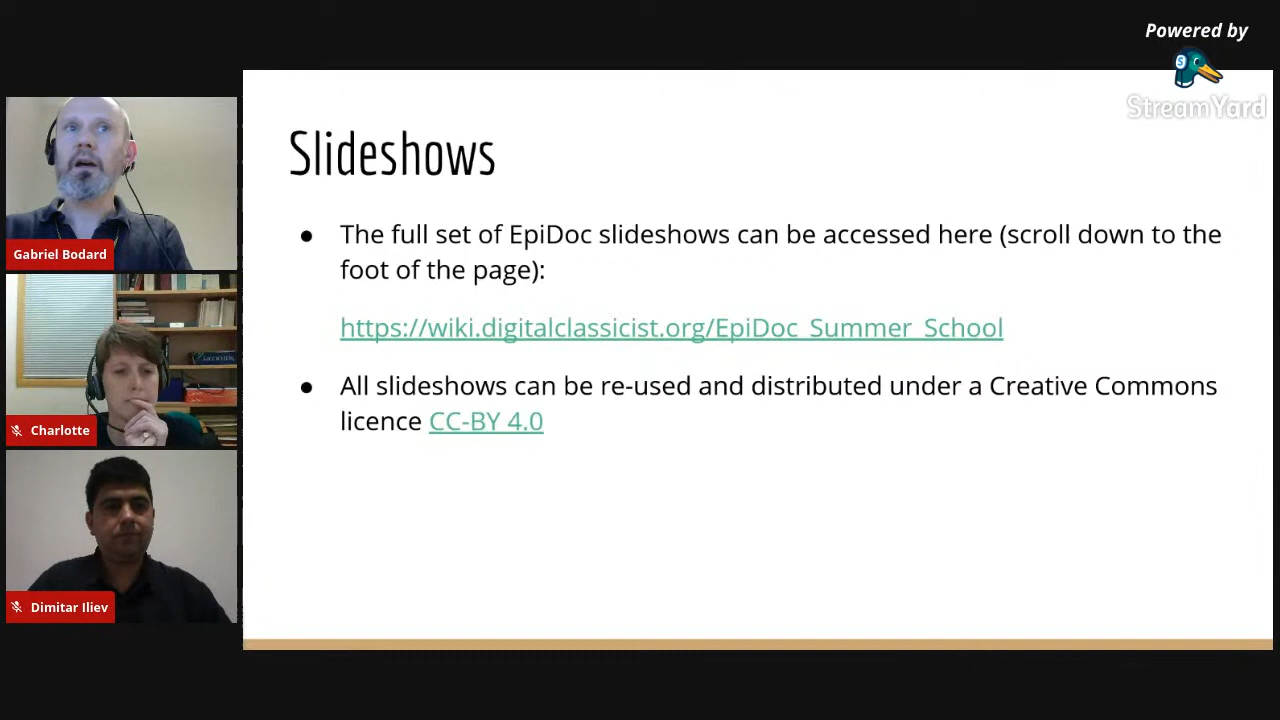 Powered by
StreamYard
Slideshows
● The full set of EpiDoc slideshows can be accessed here (scroll down to the
foot of the page):
https://wiki.digitalclassicist.org/EpiDoc_Summer_School
● All slideshows can be re-used and distributed under a Creative Commons
licence CC-BY 4.0
Gabriel Bodard
Charlotte
Dimitar Iliev